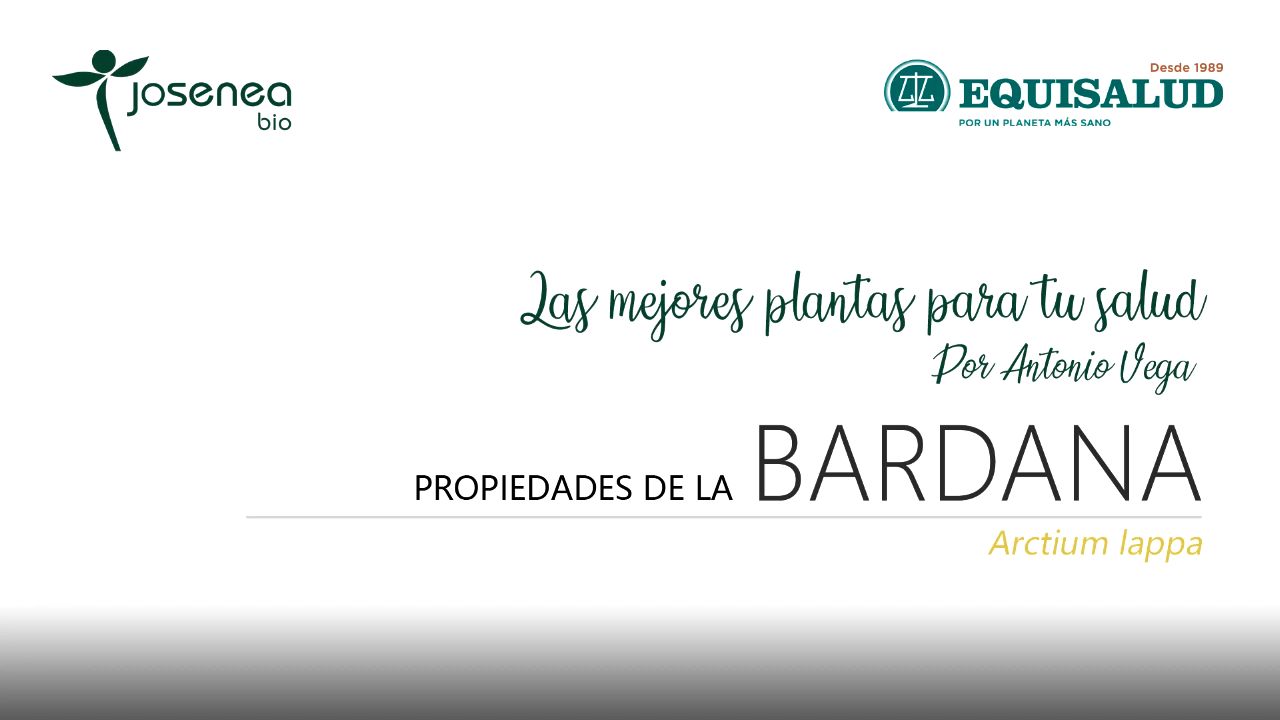 josenea
bio
Desde 1989
EQUISALUD
POR UN PLANETA MÁS SANO
Las mejores plantas para tu salud
Por Antonio Vega
PROPIEDADES DE LA BARDANA
Arctium lappa